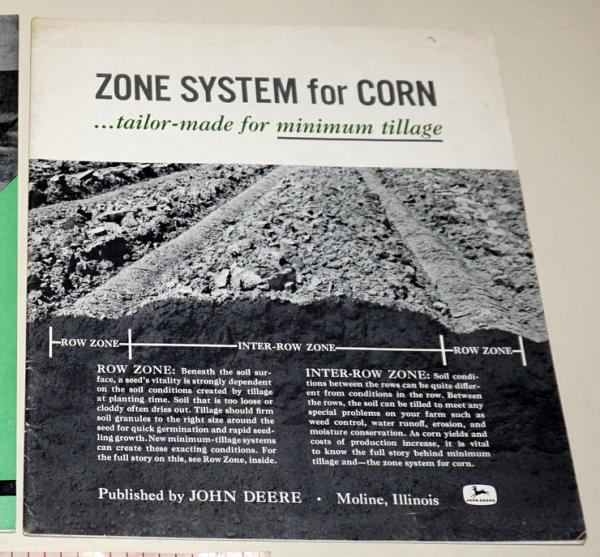 ZONE SYSTEM for CORN
...tailor-made for minimum tillage
ROW ZONE
INTER-ROW ZONE
ROW ZONE
ROW ZONE: Beneath the soil sur-
face, a seed's vitality is strongly dependent
on the soil conditions created by tillage
at planting time. Soil that is too loose or
cloddy often dries out. Tillage should firm
soil granules to the right size around the
seed for quick germination and rapid seed-
ling growth. New minimum-tillage systems
can create these exacting conditions. For
the full story on this, see Row Zone, inside.
INTER-ROW ZONE: Soil condi-
tions between the rows can be quite differ-
ent from conditions in the row. Between
the rows, the soil can be tilled to meet any
special problems on your farm such as
weed control, water runoff, erosion, and
moisture conservation. As corn yields and
costs of production increase, it is vital
to know the full story behind minimum
tillage and—the zone system for corn.
Published by JOHN DEERE • Moline, Illinois
JOHN DEERE